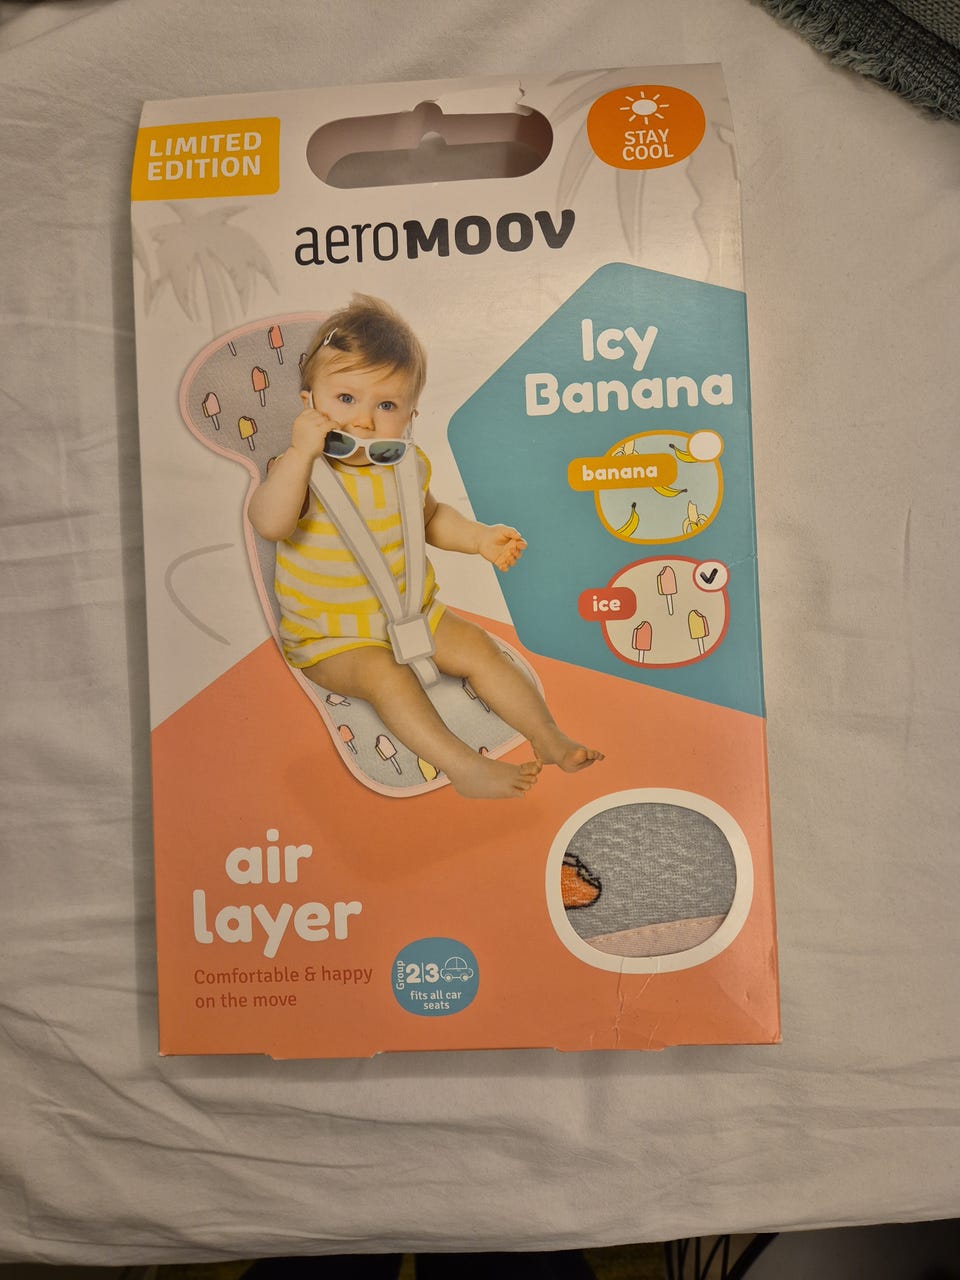 LIMITED
EDITION
STAY
COOL
aeroMOOV
Icy
Banana
banana
ice
air
layer
Comfortable & happy
on the move
Group
2|3
fits all car
seats